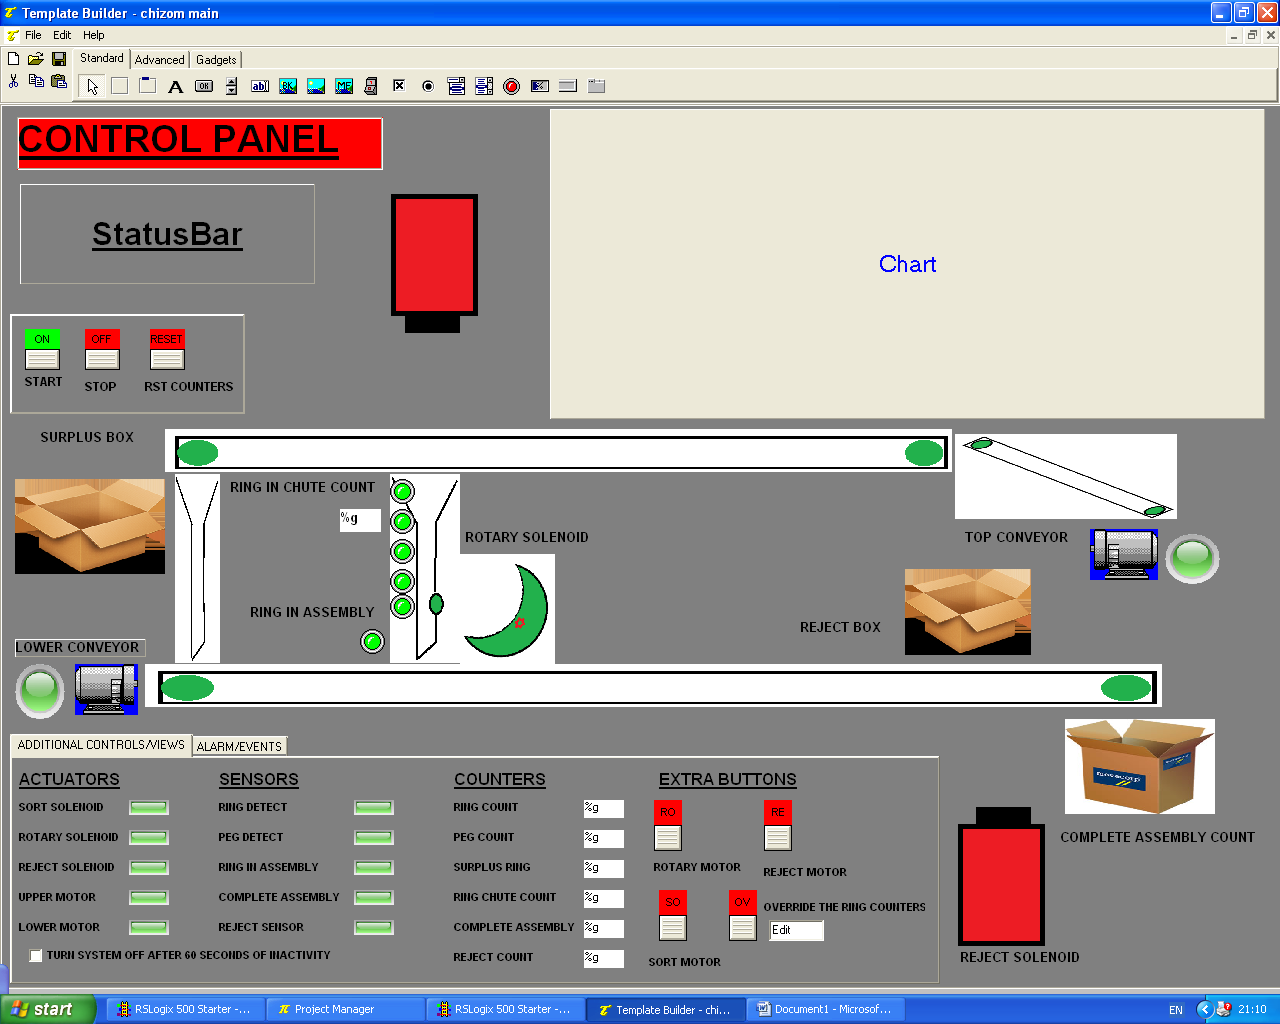 Template Builder - chizom main
File Edit Help
Standard Advanced Gadgets
CONTROL PANEL
StatusBar
Chart
ON OFF RESET
START STOP RST COUNTERS
SURPLUS BOX
RING IN CHUTE COUNT
%g
ROTARY SOLENOID
TOP CONVEYOR
RING IN ASSEMBLY
REJECT BOX
LOWER CONVEYOR
ADDITIONAL CONTROLS/VIEWS ALARM/EVENTS
ACTUATORS SENSORS COUNTERS EXTRA BUTTONS
SORT SOLENOID RING DETECT RING COUNT %g RO RE
ROTARY SOLENOID PEG DETECT PEG COUNT %g
REJECT SOLENOID RING IN ASSEMBLY SURPLUS RING %g ROTARY MOTOR REJECT MOTOR
UPPER MOTOR COMPLETE ASSEMBLY RING CHUTE COUNT %g SO OV OVERRIDE THE RING COUNTERS
LOWER MOTOR REJECT SENSOR COMPLETE ASSEMBLY %g Edit
TURN SYSTEM OFF AFTER 60 SECONDS OF INACTIVITY REJECT COUNT %g SORT MOTOR
COMPLETE ASSEMBLY COUNT
REJECT SOLENOID
start RSLogix 500 Starter -... Project Manager RSLogix 500 Starter -... Template Builder - chi... Document1 - Microsof... EN 21:10